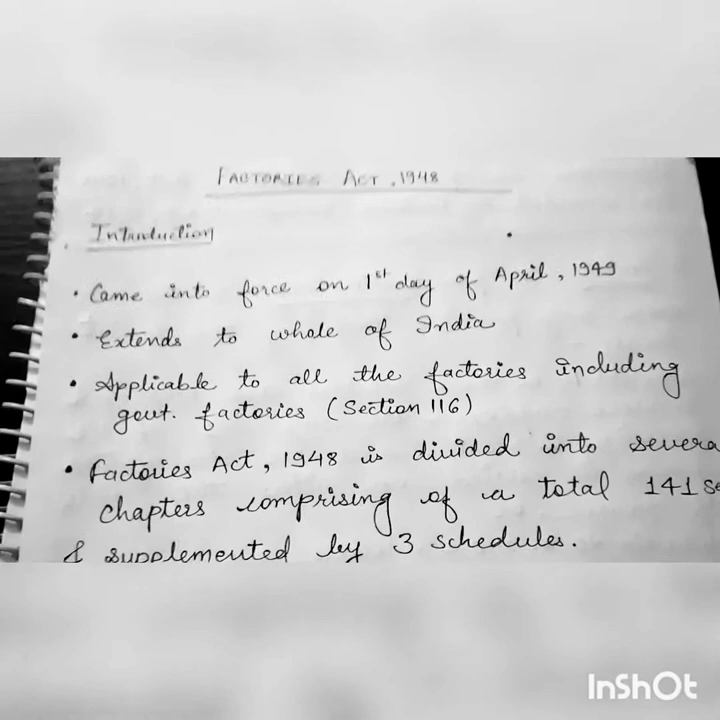 FACTORIES ACT, 1948
Introduction
• Came into force on 1st day of April, 1949
• Extends to whole of India
• Applicable to all the factories including
govt. factories (Section 116)
• Factories Act, 1948 is divided into severa
chapters comprising of a total 141 se
& supplemented by 3 schedules.
InShOt